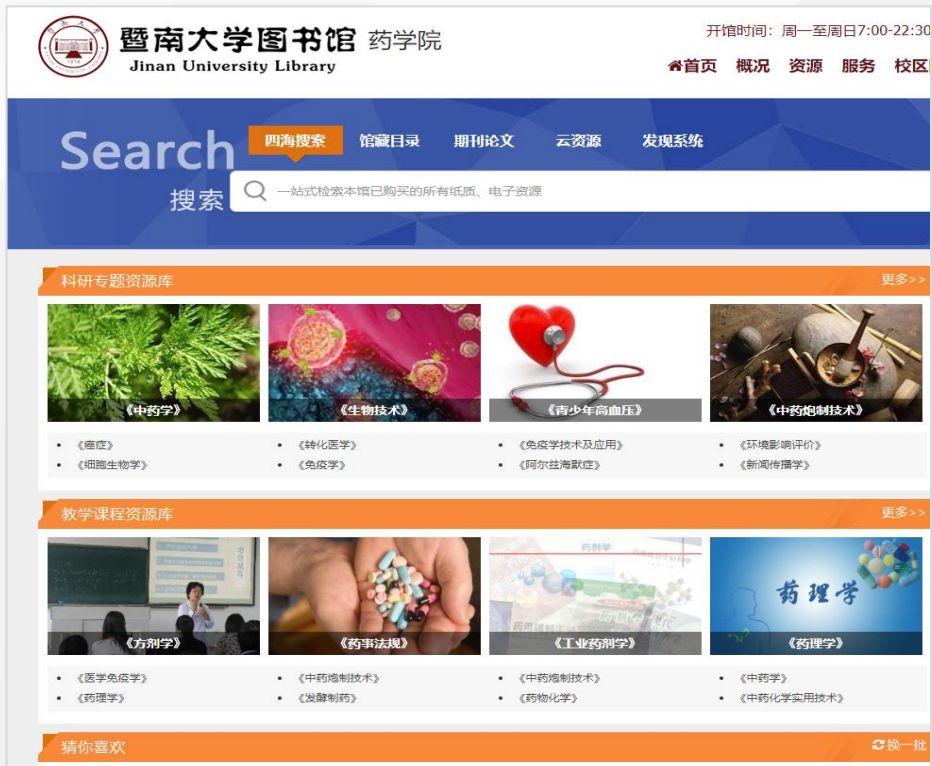 暨南大学图书馆 药学院
Jinan University Library
开馆时间：周一至周日7:00-22:30
首页 概况 资源 服务 校区
Search
搜索
四海搜索 馆藏目录 期刊论文 云资源 发现系统
一站式检索本馆已购买的所有纸质、电子资源
科研专题资源库 更多>>
《中药学》 《生物技术》 《青少年高血压》 《中药炮制技术》
• 《癌症》 • 《转化医学》 • 《免疫学技术及应用》 • 《环境影响评价》
• 《细胞生物学》 • 《免疫学》 • 《阿尔兹海默症》 • 《新闻传播学》
教学课程资源库 更多>>
药剂学
药理学
《方剂学》 《药事法规》 《工业药剂学》 《药理学》
• 《医学免疫学》 • 《中药炮制技术》 • 《中药炮制技术》 • 《中药学》
• 《药理学》 • 《发酵制药》 • 《药物化学》 • 《中药化学实用技术》
猜你喜欢 换一批